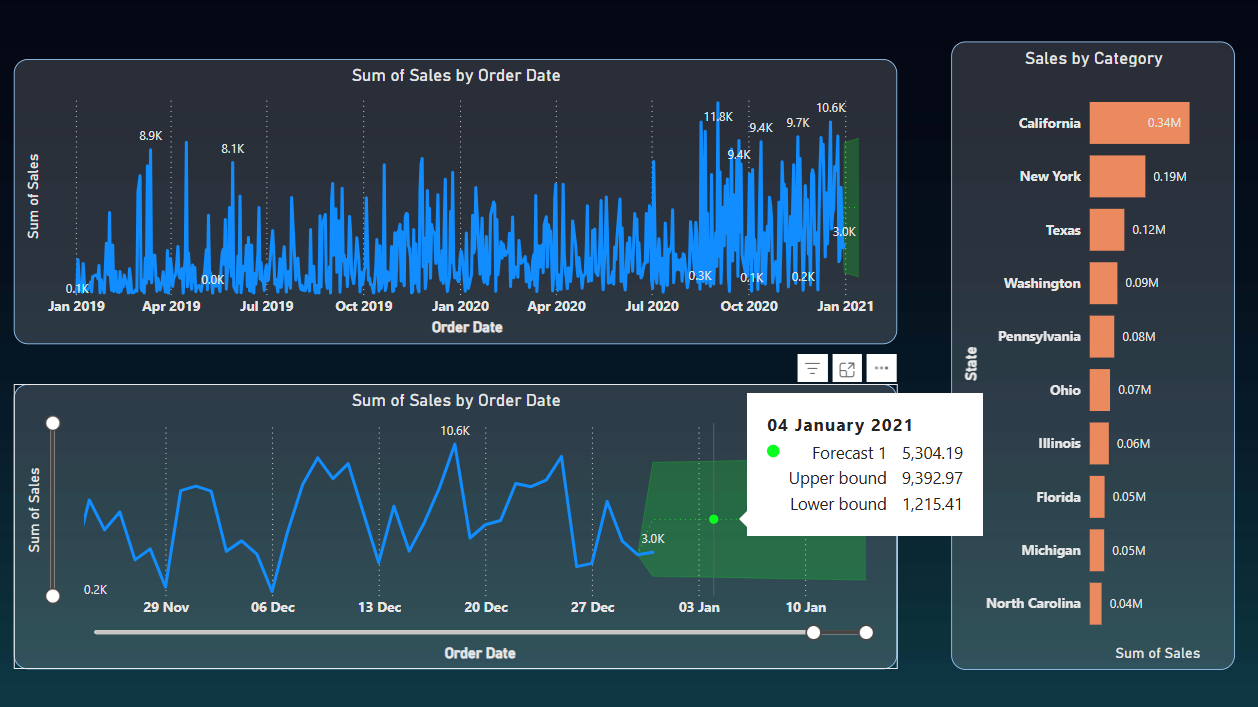 Sum of Sales by Order Date
11.8K
10.6K
9.7K
9.4K
8.9K
8.1K
9.4K
3.0K
0.3K
0.1K
0.2K
0.0K
0.1K
Sum of Sales
Jan 2019 Apr 2019 Jul 2019 Oct 2019 Jan 2020 Apr 2020 Jul 2020 Oct 2020 Jan 2021
Order Date
Sum of Sales by Order Date
10.6K
3.0K
0.2K
Sum of Sales
29 Nov 06 Dec 13 Dec 20 Dec 27 Dec 03 Jan 10 Jan
Order Date
04 January 2021
Forecast 1 5,304.19
Upper bound 9,392.97
Lower bound 1,215.41
Sales by Category
State
California 0.34M
New York 0.19M
Texas 0.12M
Washington 0.09M
Pennsylvania 0.08M
Ohio 0.07M
Illinois 0.06M
Florida 0.05M
Michigan 0.05M
North Carolina 0.04M
Sum of Sales